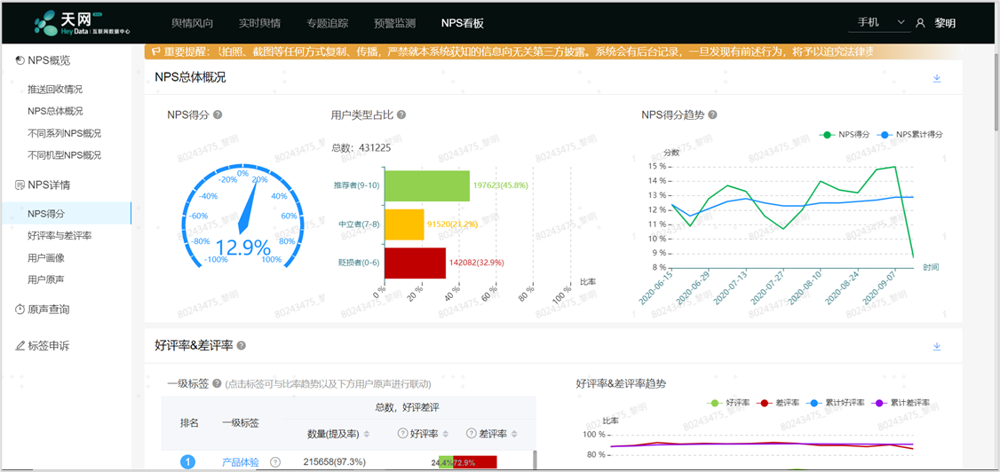 天网 Beta
Hey Data | 互联网数据中心
舆情风向 实时舆情 专题追踪 预警监测 NPS看板
手机 黎明
NPS概览
推送回收情况
NPS总体概况
不同系列NPS概况
不同机型NPS概况
NPS详情
NPS得分
好评率与差评率
用户画像
用户原声
原声查询
标签申诉
重要提醒: 以拍照、截图等任何方式复制、传播，严禁就本系统获知的信息向无关第三方披露。系统会有后台记录，一旦发现有前述行为，将予以追究法律责
NPS总体概况
NPS得分
-100%
-80%
-60%
-40%
-20%
0%
20%
40%
60%
80%
100%
12.9%
用户类型占比
总数: 431225
推荐者(9-10) 197623(45.8%)
中立者(7-8) 91520(21.2%)
贬损者(0-6) 142082(32.9%)
比率
0 % 20 % 40 % 60 % 80 % 100 %
NPS得分趋势
NPS得分 NPS累计得分
分数
15 %
14 %
13 %
12 %
11 %
10 %
9 %
8 %
时间
2020-06-15 2020-06-29 2020-07-13 2020-07-27 2020-08-10 2020-08-24 2020-09-07
80243475_黎明
好评率&差评率
一级标签 (点击标签可与比率趋势以及下方用户原声进行联动)
总数，好评差评
排名 一级标签 数量(提及率) 好评率 差评率
1 产品体验 215658(97.3%) 24.4% 72.9%
好评率&差评率趋势
好评率 差评率 累计好评率 累计差评率
比率
100 %
80 %